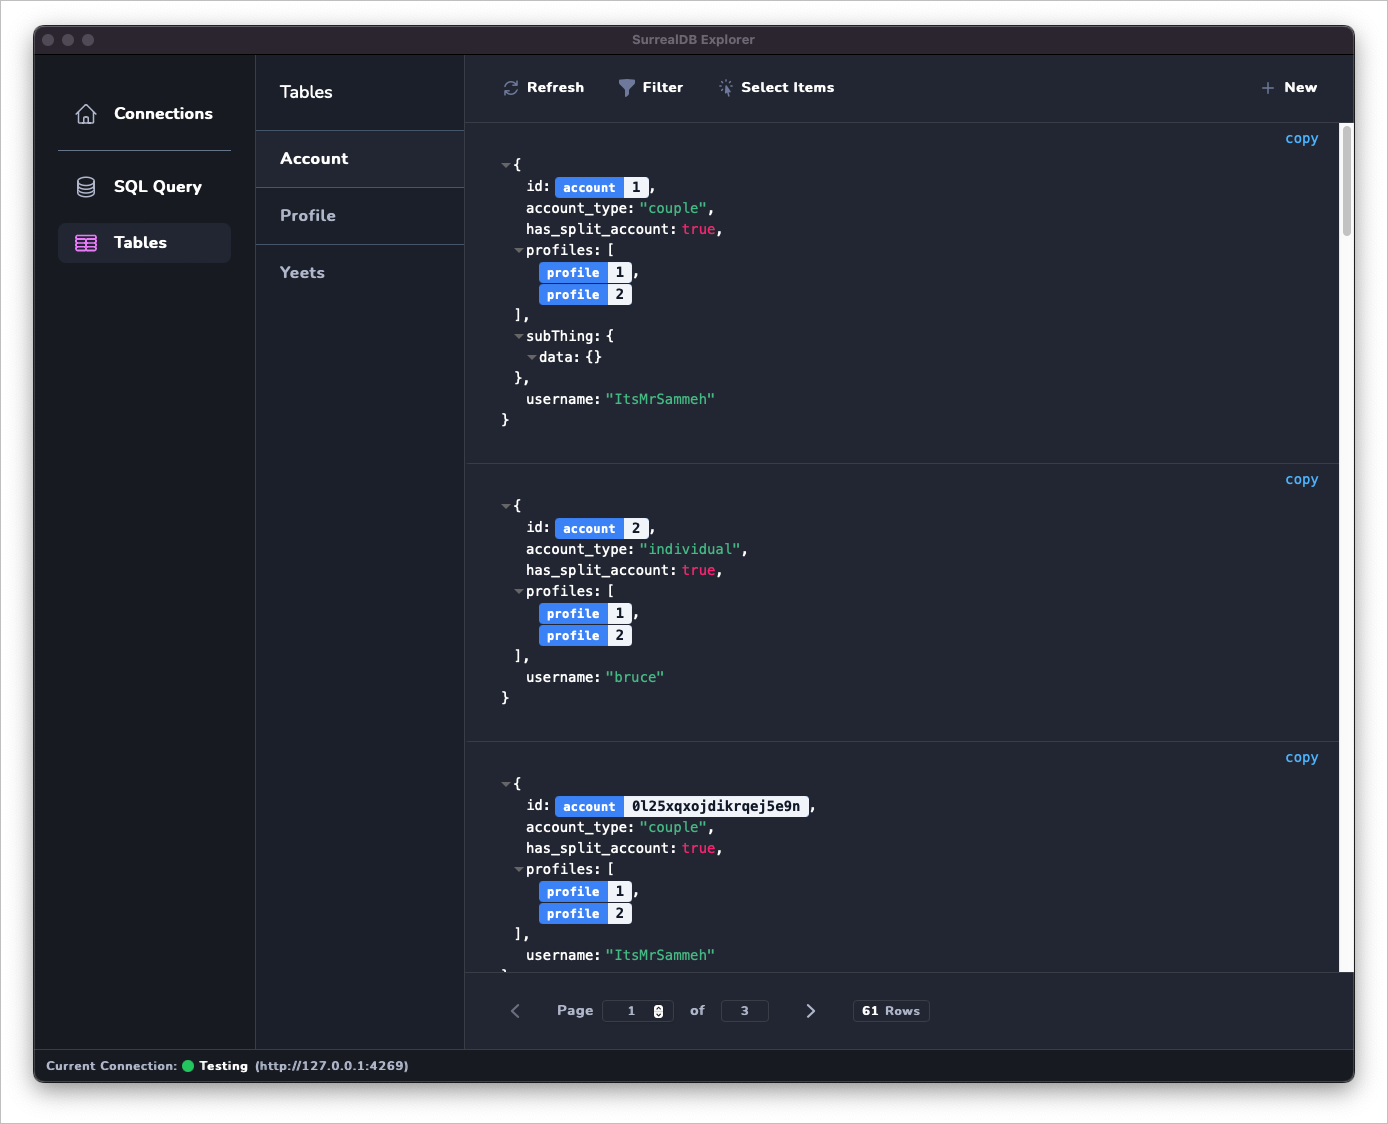 SurrealDB Explorer
Connections
SQL Query
Tables
Tables
Account
Profile
Yeets
Refresh Filter Select Items New
copy
{
id: account 1,
account_type: "couple",
has_split_account: true,
profiles: [
profile 1,
profile 2
],
subThing: {
data: {}
},
username: "ItsMrSammeh"
}
copy
{
id: account 2,
account_type: "individual",
has_split_account: true,
profiles: [
profile 1,
profile 2
],
username: "bruce"
}
copy
{
id: account 0l25xqxojdikrqej5e9n,
account_type: "couple",
has_split_account: true,
profiles: [
profile 1,
profile 2
],
username: "ItsMrSammeh"
Page 1 of 3 61 Rows
Current Connection: Testing (http://127.0.0.1:4269)